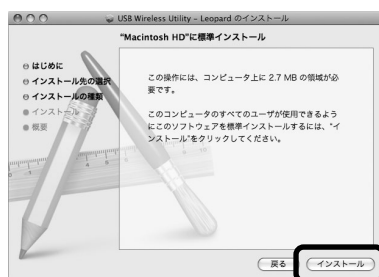 USB Wireless Utility – Leopard のインストール
"Macintosh HD"に標準インストール
はじめに
インストール先の選択
インストールの種類
インストール
概要
この操作には、コンピュータ上に 2.7 MB の領域が必
要です。
このコンピュータのすべてのユーザが使用できるよう
にこのソフトウェアを標準インストールするには、"イ
ンストール"をクリックしてください。
戻る
インストール